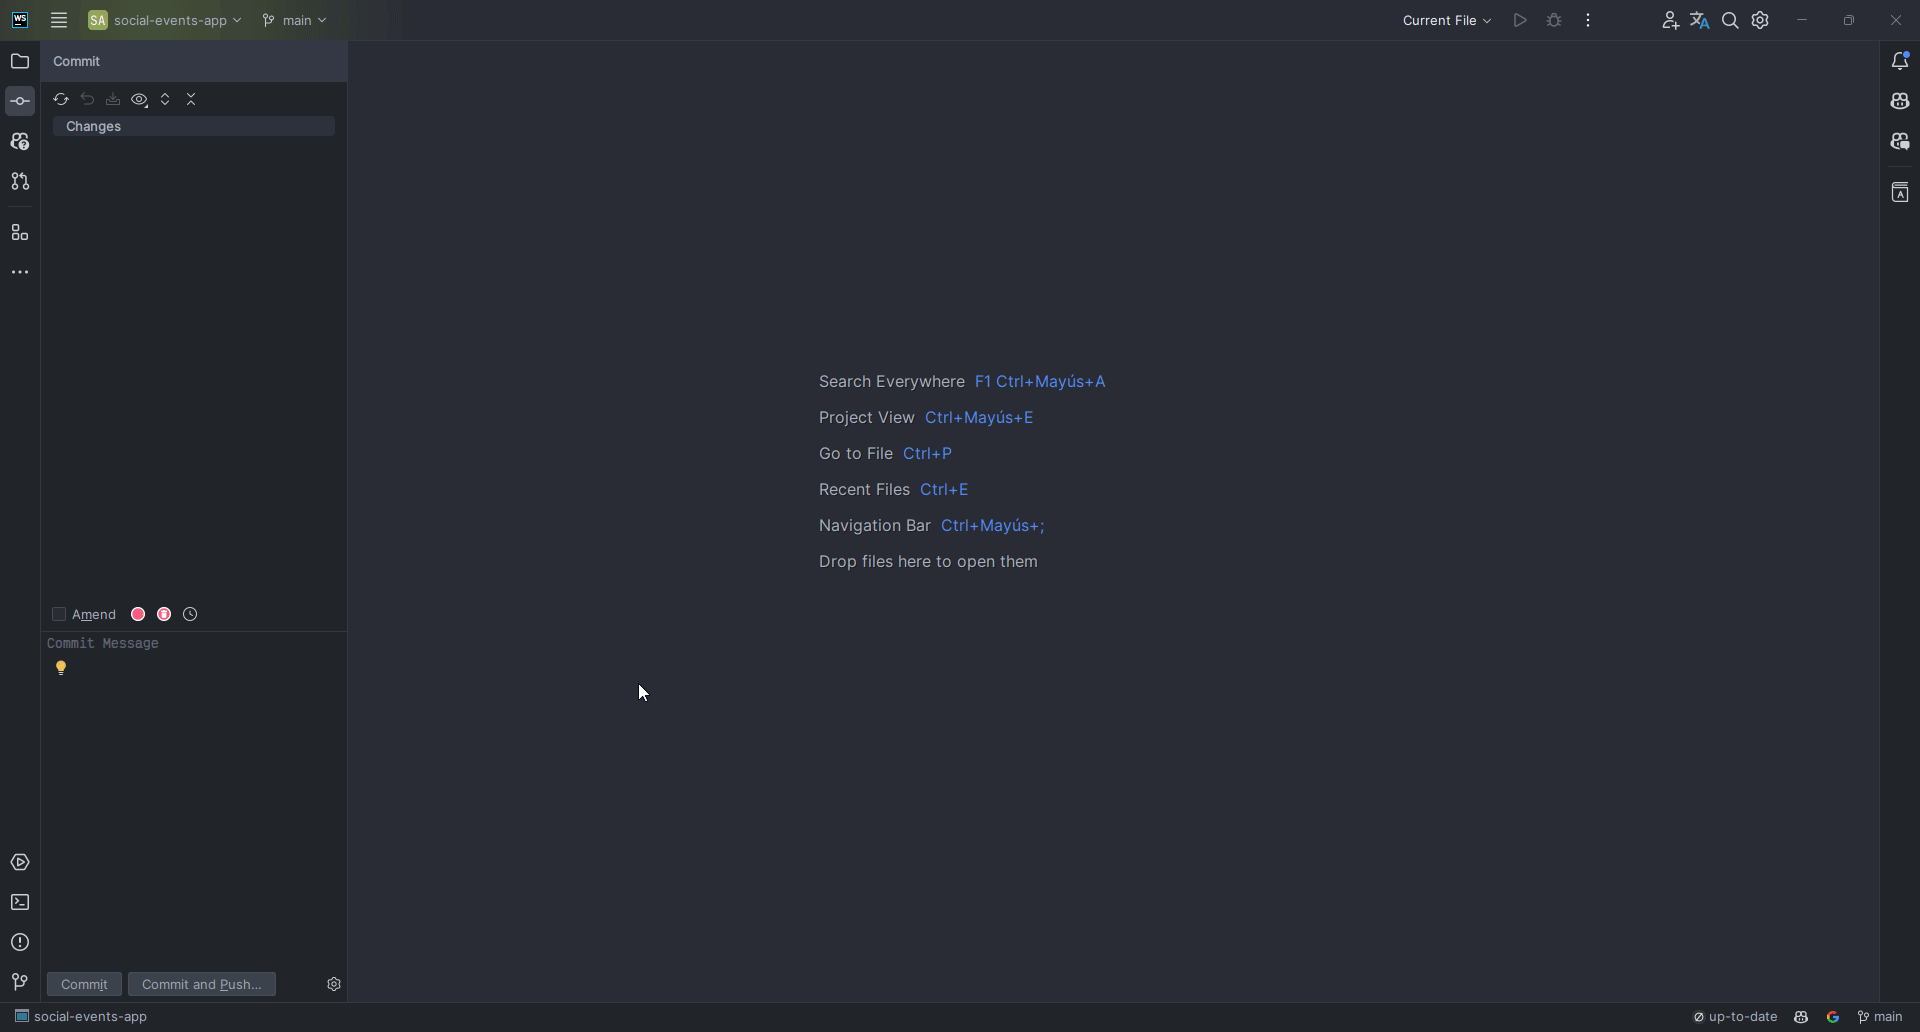 WS
SA social-events-app main
Current File
Commit
Changes
Search Everywhere F1 Ctrl+Mayús+A
Project View Ctrl+Mayús+E
Go to File Ctrl+P
Recent Files Ctrl+E
Navigation Bar Ctrl+Mayús+;
Drop files here to open them
Amend
Commit Message
Commit Commit and Push...
social-events-app
up-to-date
main